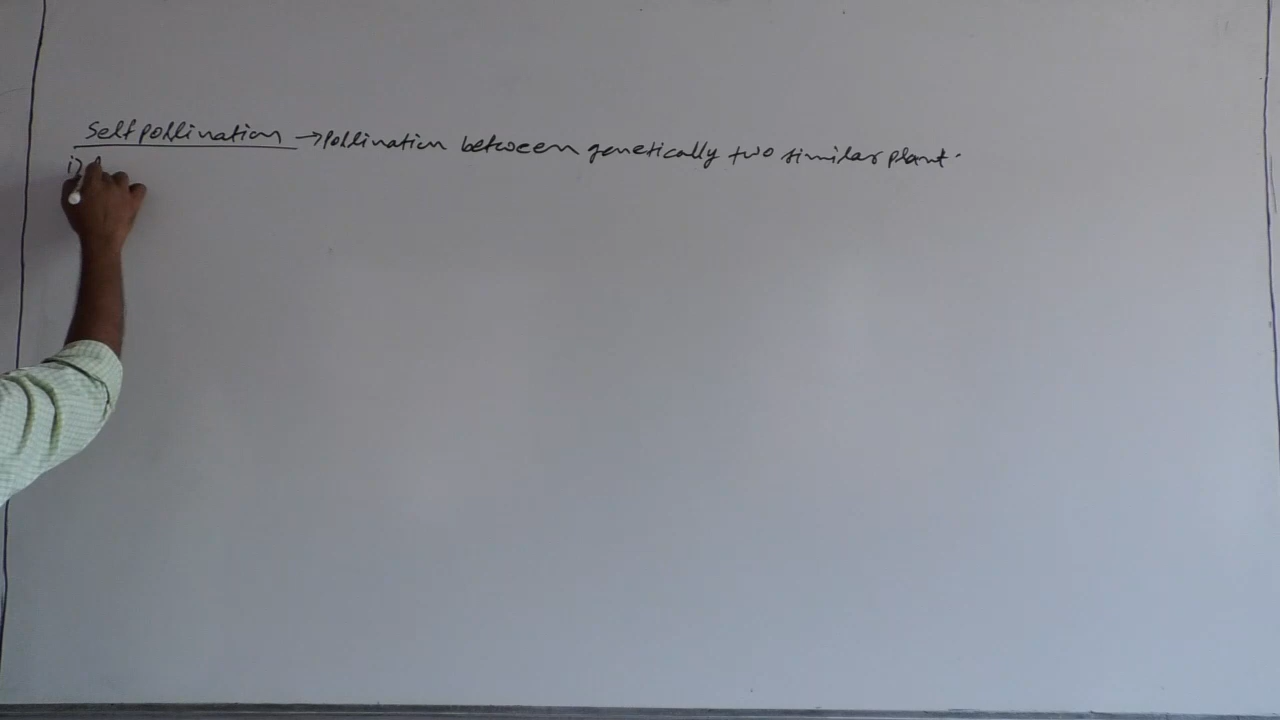 Self pollination → Pollination between genetically two similar plant.
i)